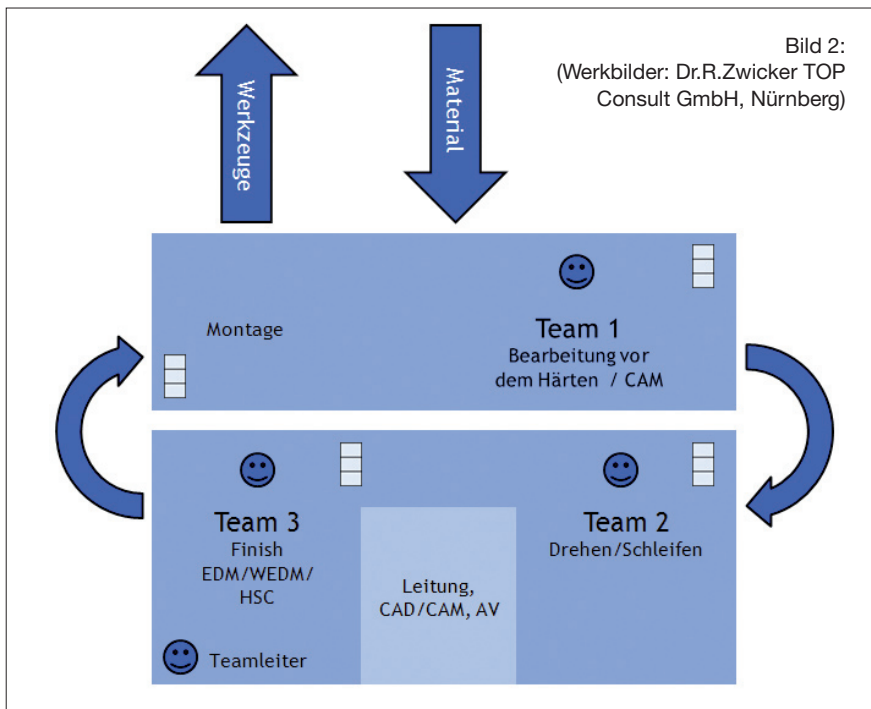 Bild 2:
(Werkbilder: Dr.R.Zwicker TOP
Consult GmbH, Nürnberg)
Werkzeuge
Material
Montage
Team 1
Bearbeitung vor
dem Härten / CAM
Team 3
Finish
EDM/WEDM/
HSC
Team 2
Drehen/Schleifen
Leitung,
CAD/CAM, AV
Teamleiter